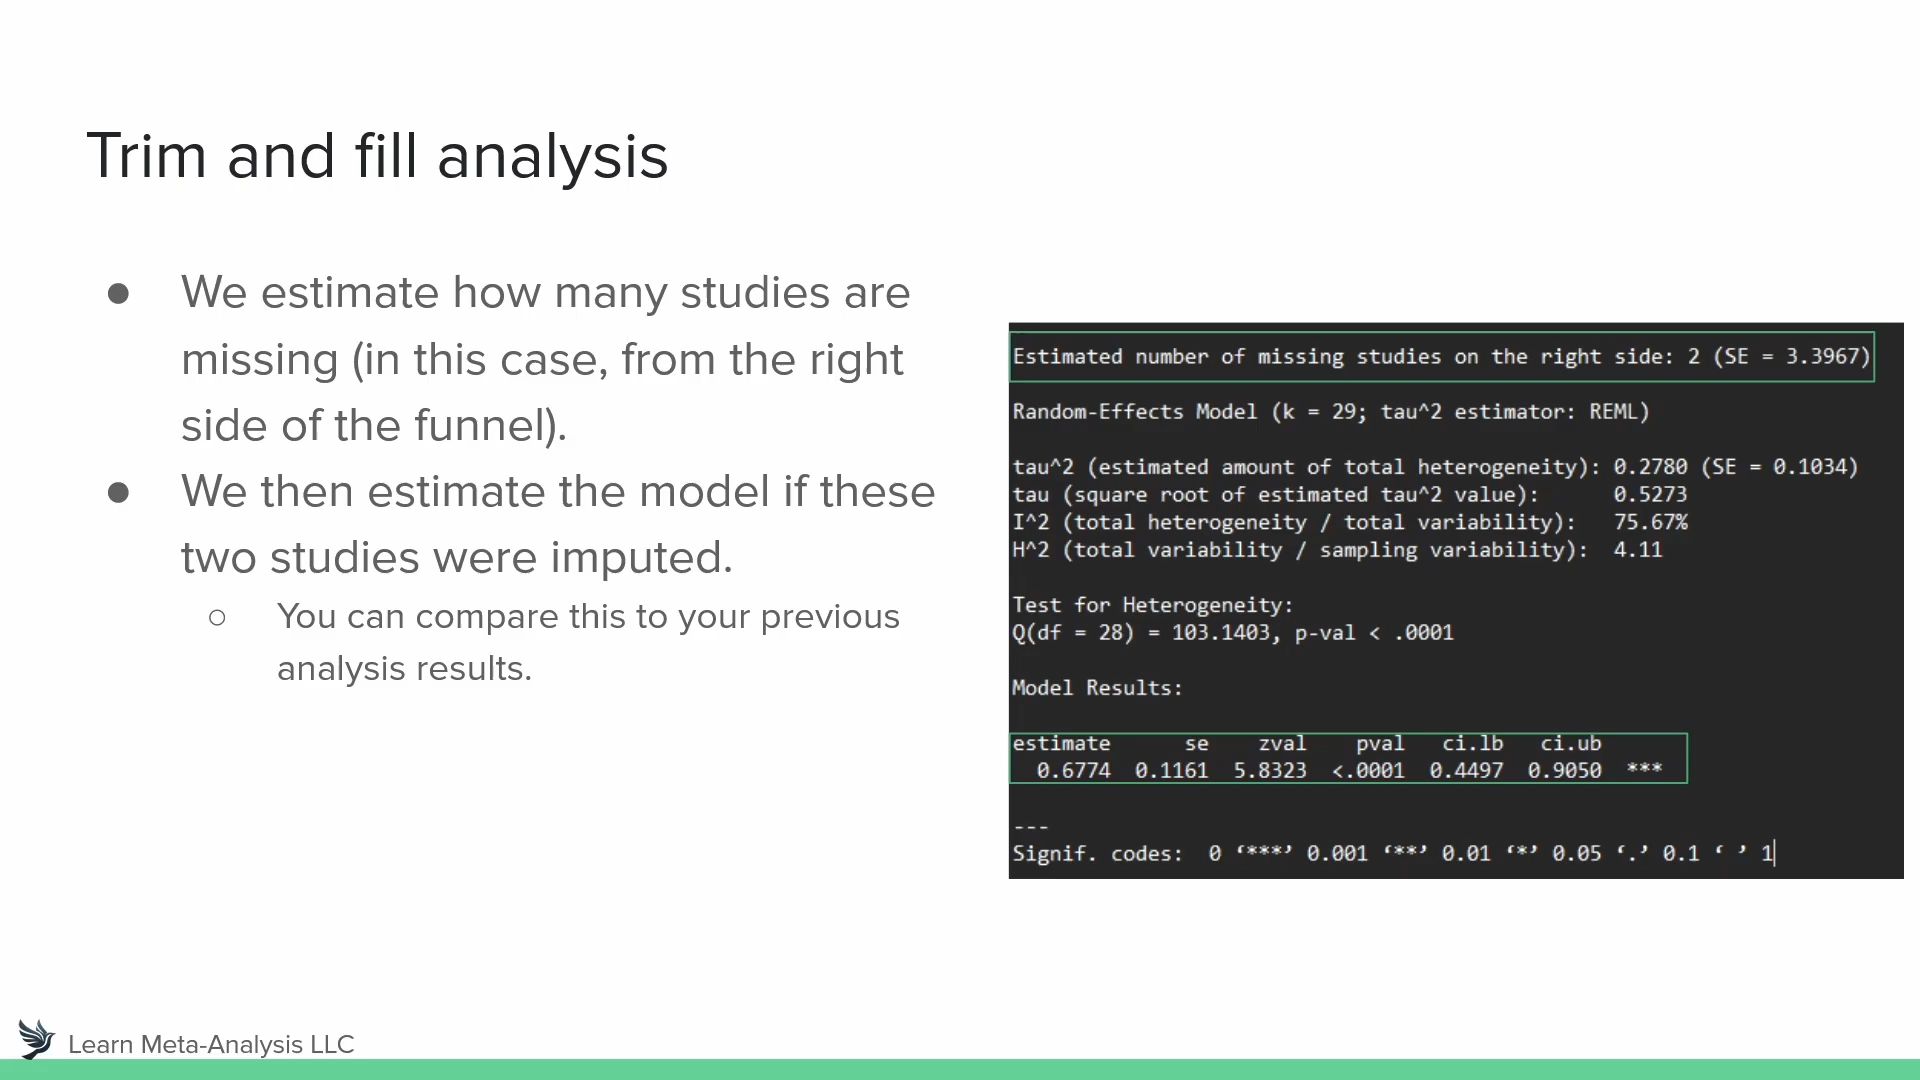 Trim and fill analysis
● We estimate how many studies are
missing (in this case, from the right
side of the funnel).
● We then estimate the model if these
two studies were imputed.
○ You can compare this to your previous
analysis results.
Estimated number of missing studies on the right side: 2 (SE = 3.3967)
Random-Effects Model (k = 29; tau^2 estimator: REML)
tau^2 (estimated amount of total heterogeneity): 0.2780 (SE = 0.1034)
tau (square root of estimated tau^2 value): 0.5273
I^2 (total heterogeneity / total variability): 75.67%
H^2 (total variability / sampling variability): 4.11
Test for Heterogeneity:
Q(df = 28) = 103.1403, p-val < .0001
Model Results:
estimate se zval pval ci.lb ci.ub
0.6774 0.1161 5.8323 <.0001 0.4497 0.9050 ***
---
Signif. codes: 0 ‘***’ 0.001 ‘**’ 0.01 ‘*’ 0.05 ‘.’ 0.1 ‘ ’ 1
Learn Meta-Analysis LLC